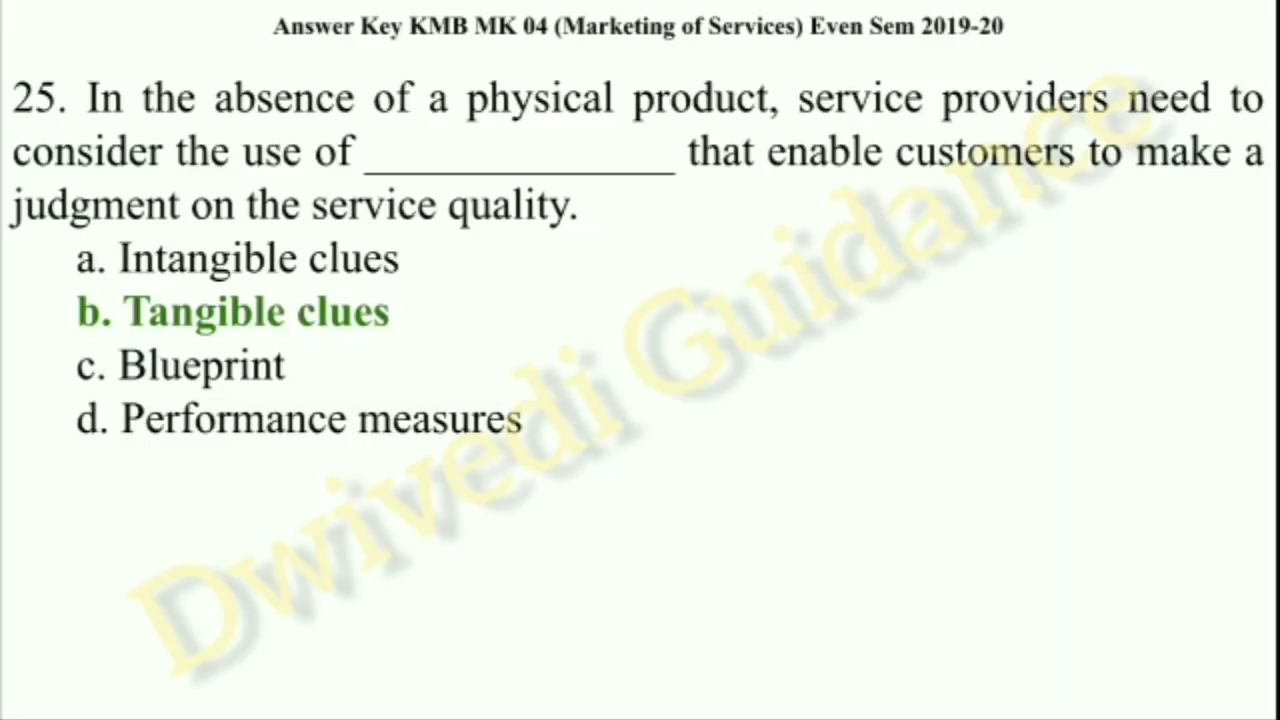 Answer Key KMB MK 04 (Marketing of Services) Even Sem 2019-20
25. In the absence of a physical product, service providers need to
consider the use of _______________ that enable customers to make a
judgment on the service quality.
a. Intangible clues
b. Tangible clues
c. Blueprint
d. Performance measures
Dwivedi Guidance